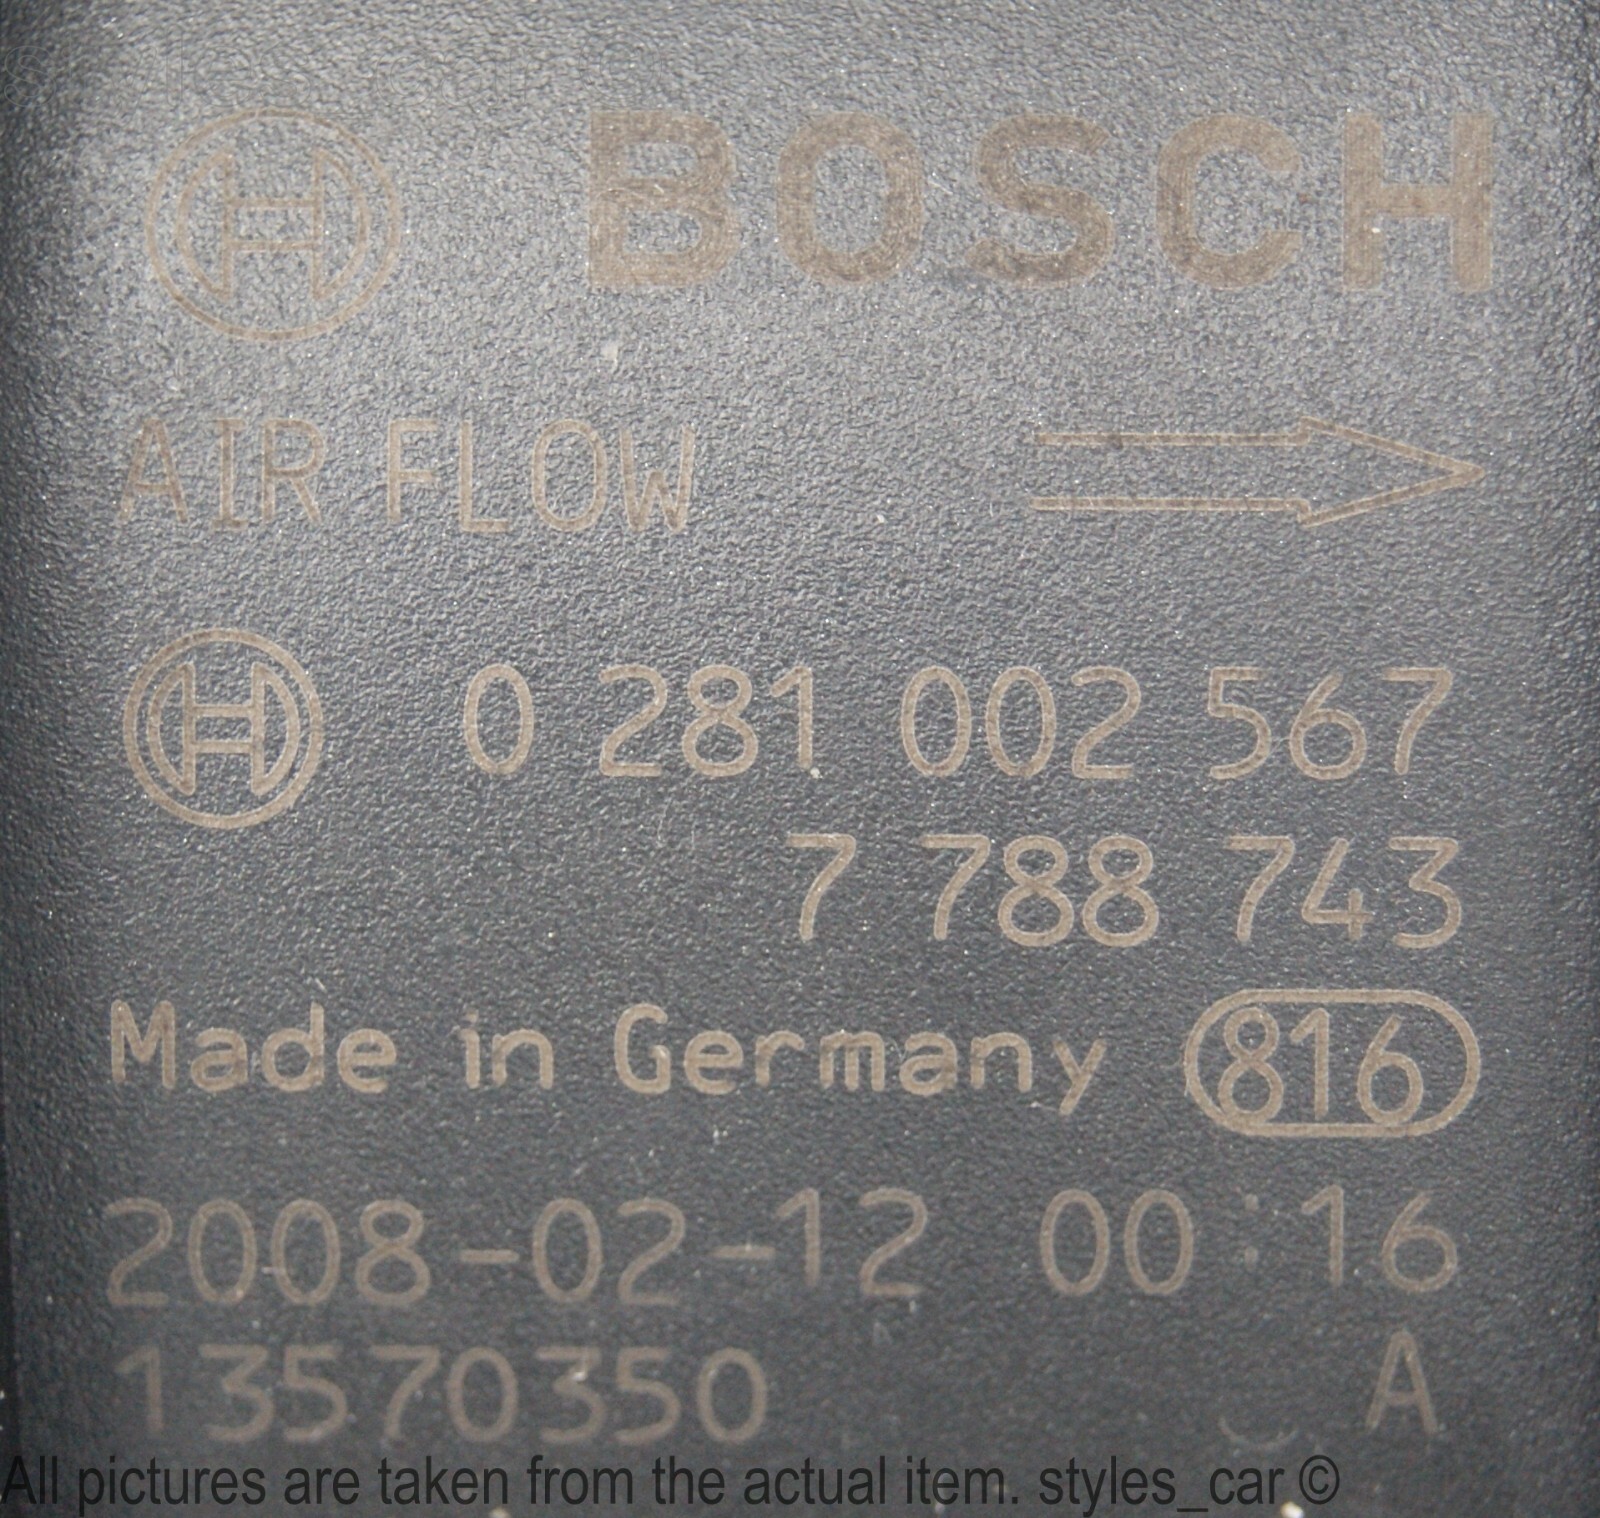 BOSCH
AIR FLOW
0 281 002 567
7 788 743
Made in Germany 816
2008-02-12 00:16
13570350 A
All pictures are taken from the actual item. styles_car ©